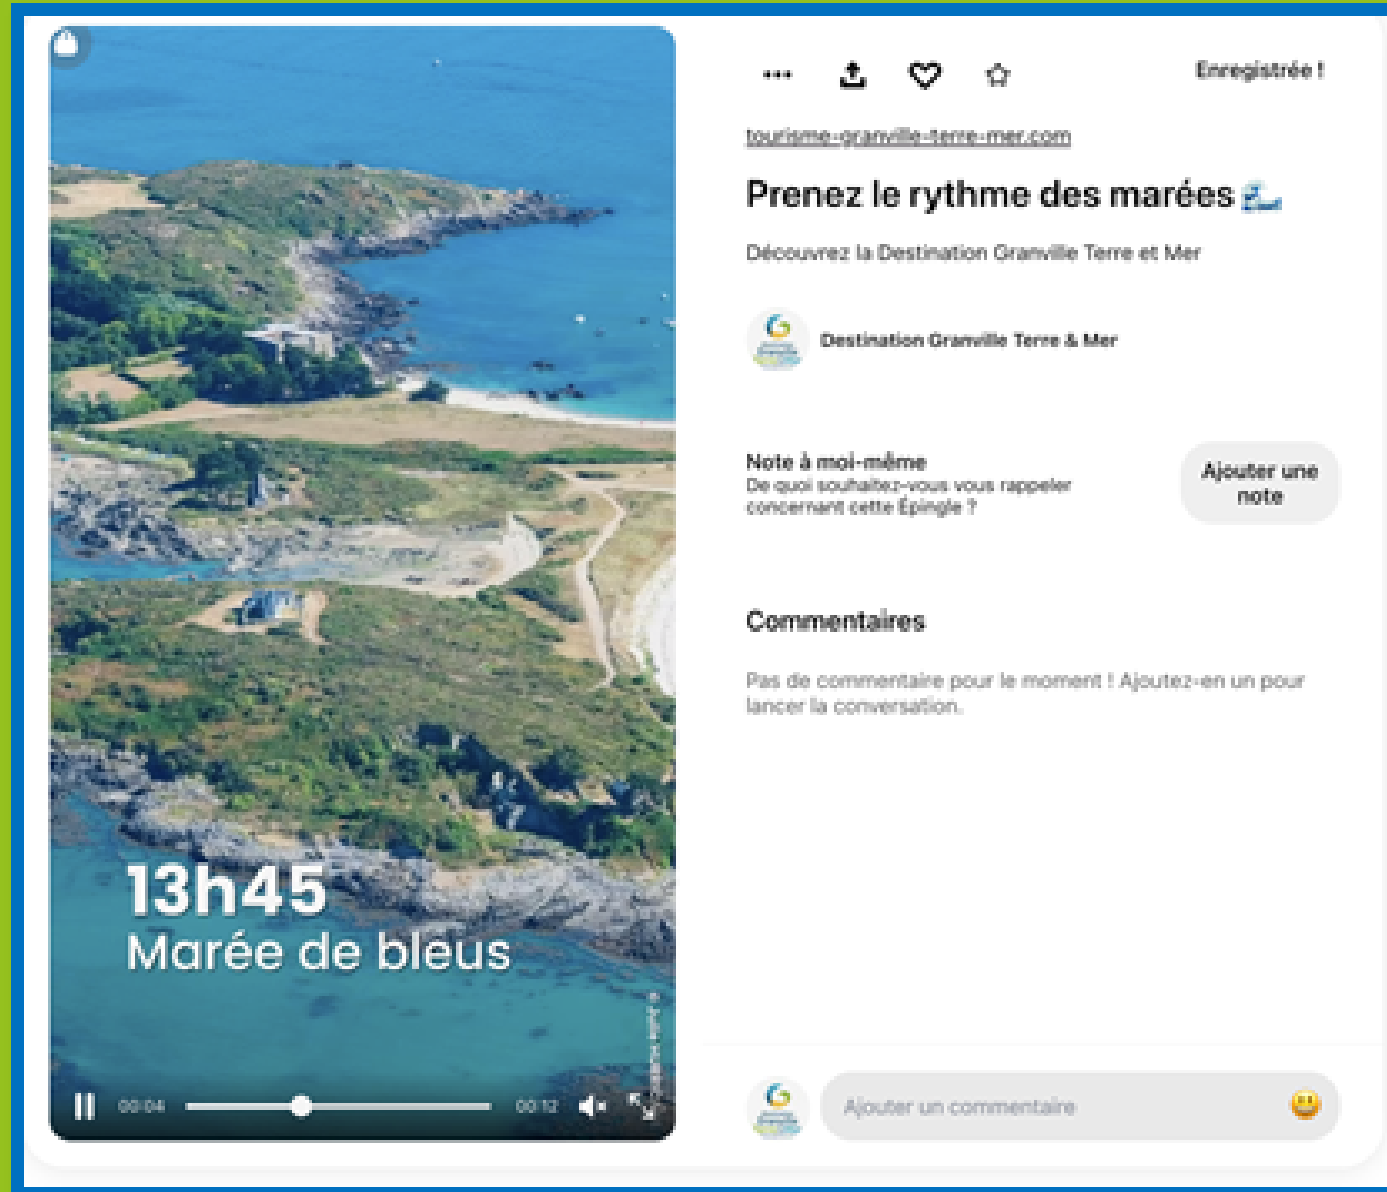 Enregistrée !
tourisme-granville-terre-mer.com
Prenez le rythme des marées
Découvrez la Destination Granville Terre et Mer
Destination Granville Terre & Mer
Note à moi-même
De quoi souhaitez-vous vous rappeler
concernant cette Épingle ?
Ajouter une
note
Commentaires
Pas de commentaire pour le moment ! Ajoutez-en un pour
lancer la conversation.
13h45
Marée de bleus
00:04
00:12
Ajouter un commentaire